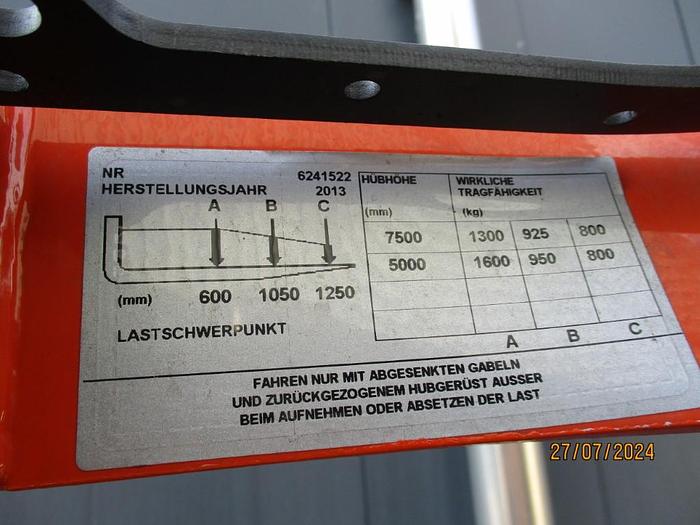 NR 6241522
HERSTELLUNGSJAHR 2013
A B C
(mm) 600 1050 1250
LASTSCHWERPUNKT
HÜBHÖHE WIRKLICHE TRAGFÄHIGKEIT
(mm) (kg)
7500 1300 925 800
5000 1600 950 800
A B C
FAHREN NUR MIT ABGESENKTEN GABELN
UND ZURÜCKGEZOGENEM HUBGERÜST AUSSER
BEIM AUFNEHMEN ODER ABSETZEN DER LAST
27/07/2024